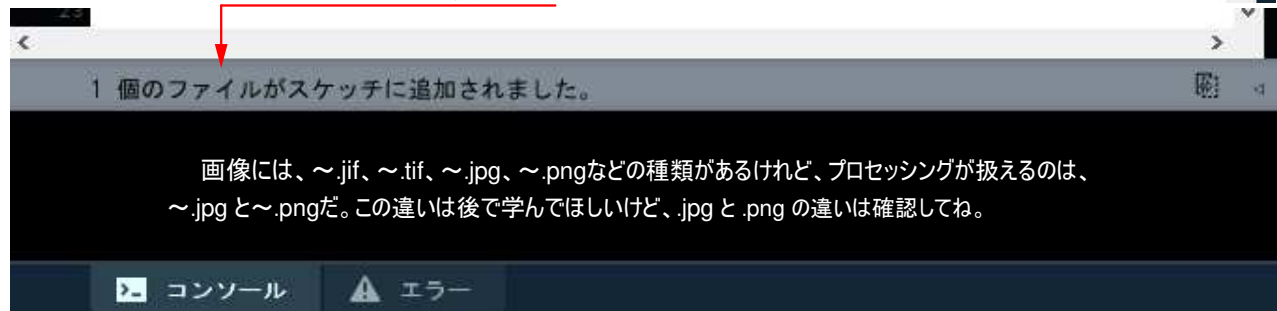 23
1 個のファイルがスケッチに追加されました。
画像には、～.jif、～.tif、～.jpg、～.pngなどの種類があるけれど、プロセッシングが扱えるのは、
～.jpg と～.pngだ。この違いは後で学んでほしいけど、.jpg と .png の違いは確認してね。
コンソール エラー